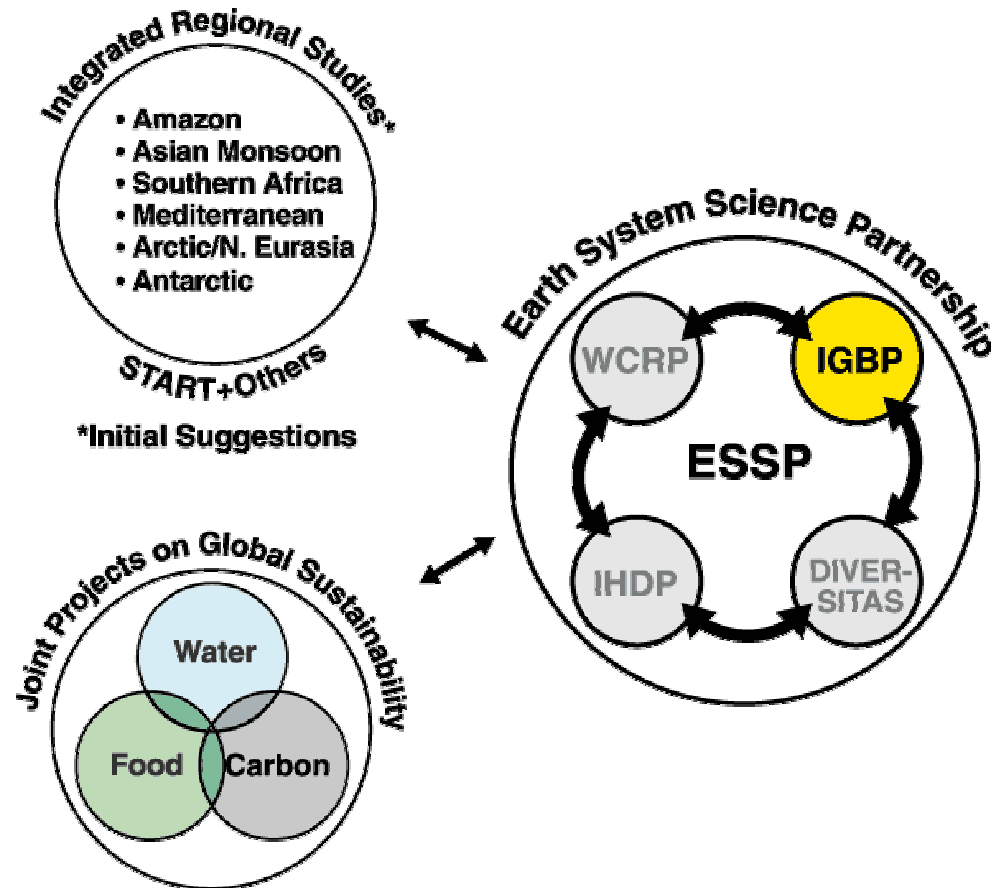 Integrated Regional Studies*
• Amazon
• Asian Monsoon
• Southern Africa
• Mediterranean
• Arctic/N. Eurasia
• Antarctic
START+Others
*Initial Suggestions
Earth System Science Partnership
WCRP
IGBP
ESSP
IHDP
DIVER-
SITAS
Joint Projects on Global Sustainability
Water
Food
Carbon